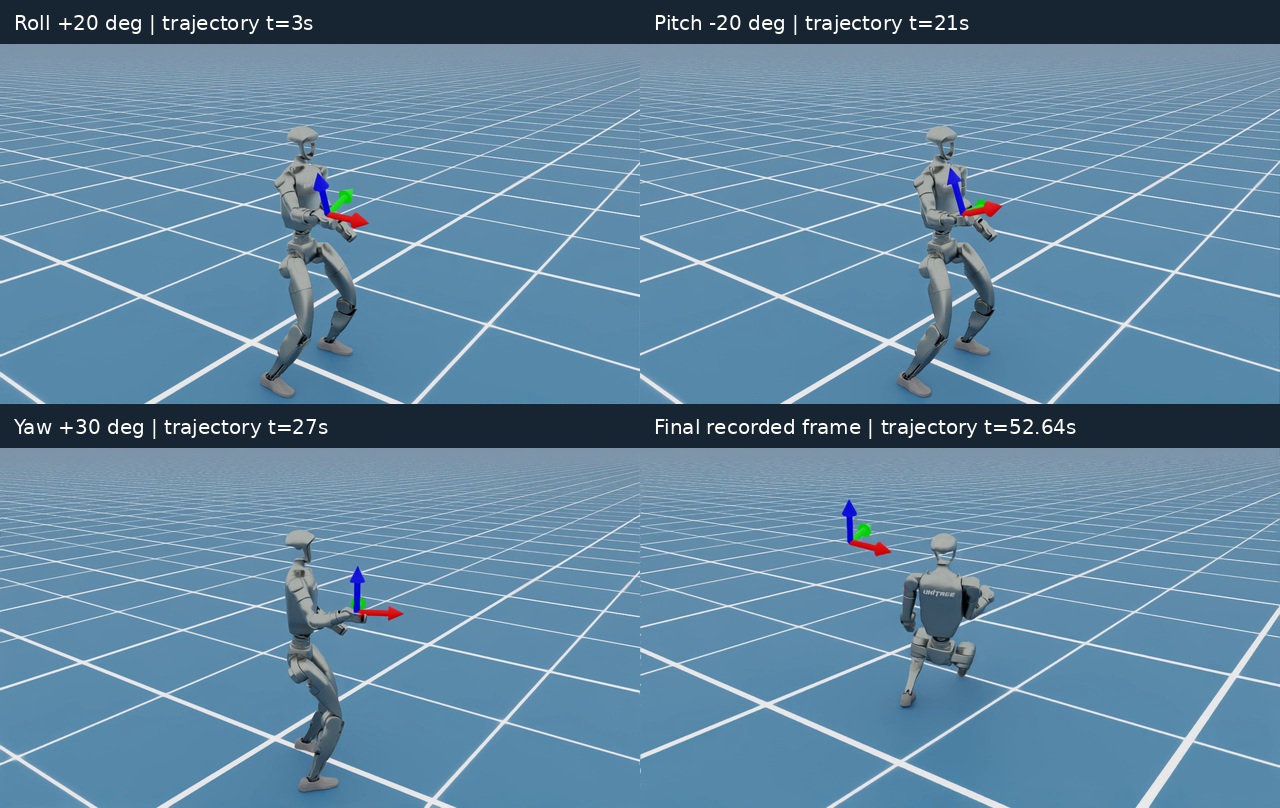 Roll +20 deg | trajectory t=3s
Pitch -20 deg | trajectory t=21s
Yaw +30 deg | trajectory t=27s
Final recorded frame | trajectory t=52.64s
UNITREE